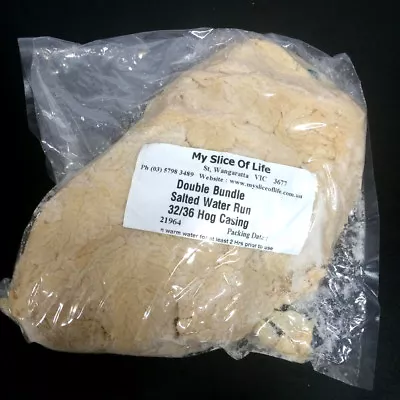 My Slice Of Life
St, Wangaratta VIC 3677
Ph (03) 5798 3489 Website : www.mysliceoflife.com.au
Double Bundle
Salted Water Run
32/36 Hog Casing
21964 Packing Date
warm water for at least 2 Hrs prior to use